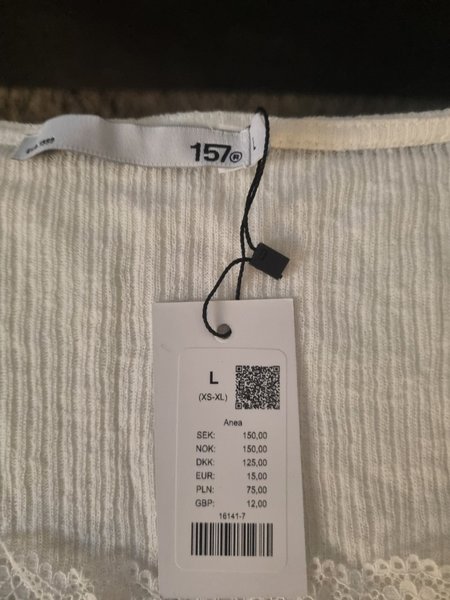 157®
L
(XS-XL)
Anea
SEK: 150,00
NOK: 150,00
DKK: 125,00
EUR: 15,00
PLN: 75,00
GBP: 12,00
16141-7